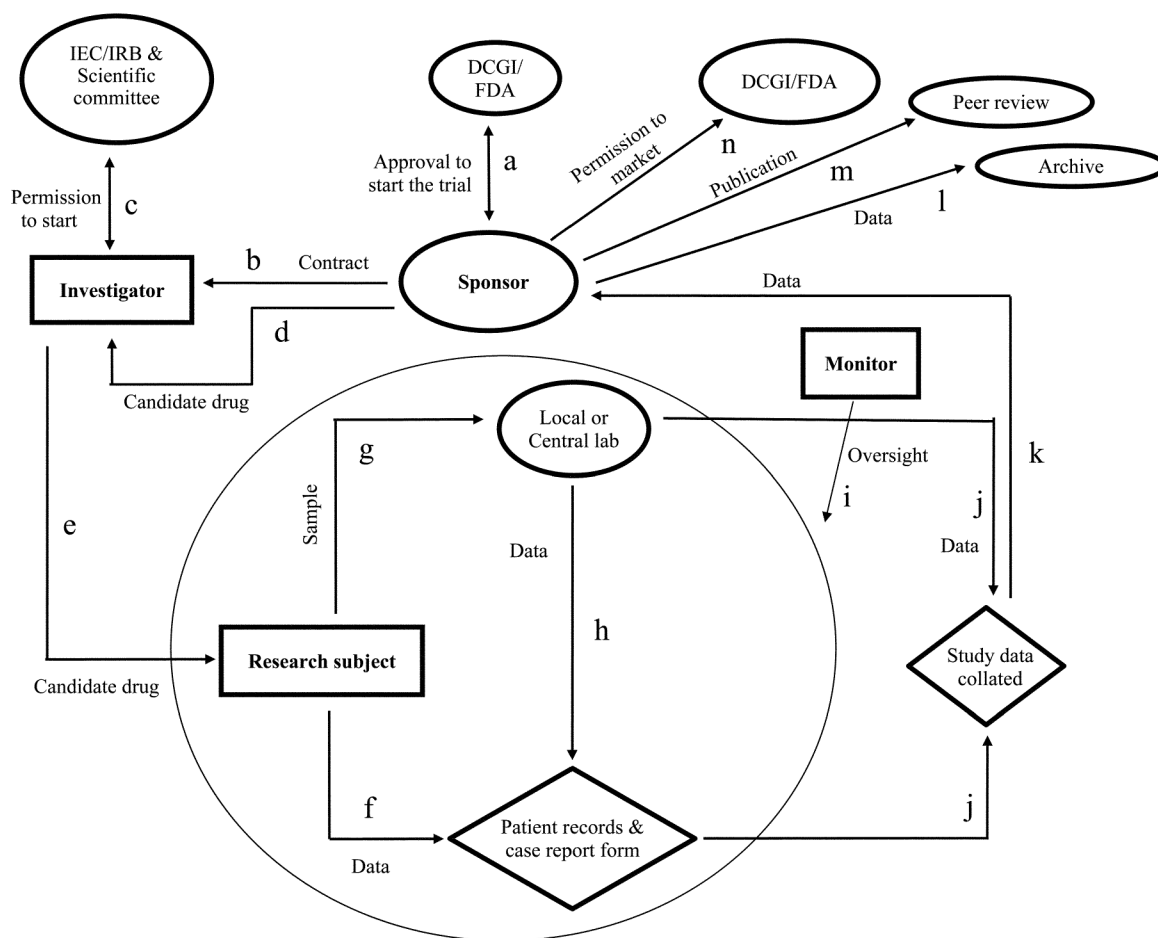 IEC/IRB &
Scientific
committee
DCGI/
FDA
DCGI/FDA
Peer review
Archive
Permission
to start
c
Approval to
start the trial
a
Permission to
market
n
Publication
m
Data
l
Investigator
b
Contract
Sponsor
Data
d
Candidate drug
Monitor
Local or
Central lab
Oversight
i
g
Sample
k
j
Data
e
Data
h
Research subject
Candidate drug
Study data
collated
f
Data
Patient records &
case report form
j